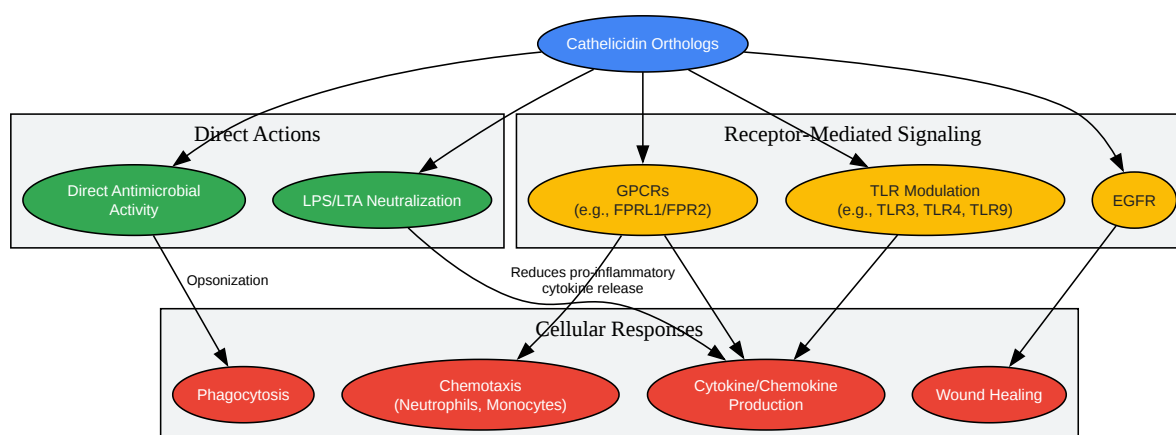 Cathelicidin Orthologs
Direct Actions
Receptor-Mediated Signaling
Direct Antimicrobial
Activity
LPS/LTA Neutralization
GPCRs
(e.g., FPRL1/FPR2)
TLR Modulation
(e.g., TLR3, TLR4, TLR9)
EGFR
Opsonization
Reduces pro-inflammatory
cytokine release
Cellular Responses
Phagocytosis
Chemotaxis
(Neutrophils, Monocytes)
Cytokine/Chemokine
Production
Wound Healing